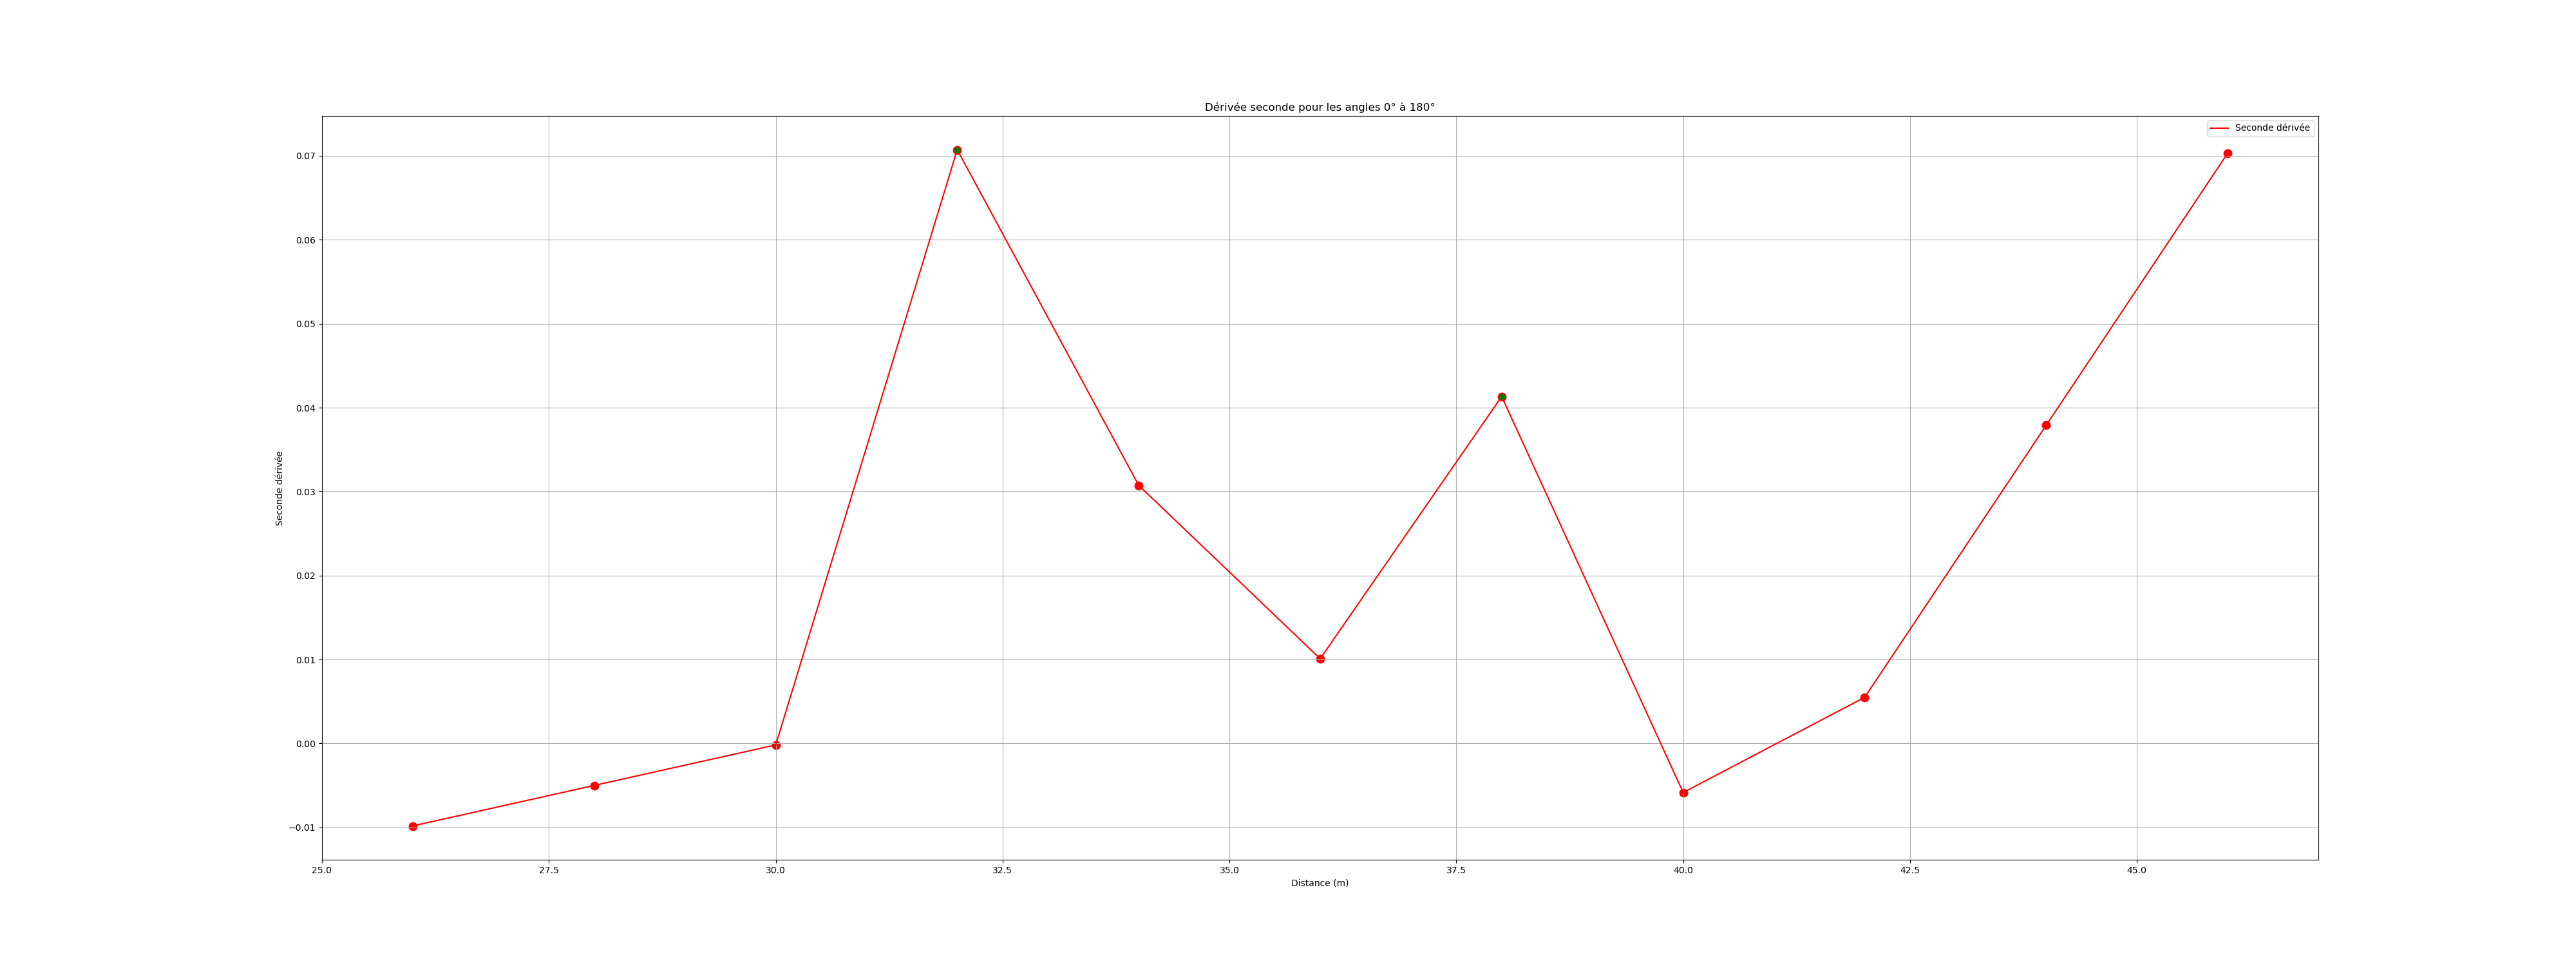 Dérivée seconde pour les angles 0° à 180°
Seconde dérivée
0.07
0.06
0.05
0.04
0.03
0.02
0.01
0.00
−0.01
Seconde dérivée
25.0 27.5 30.0 32.5 35.0 37.5 40.0 42.5 45.0
Distance (m)